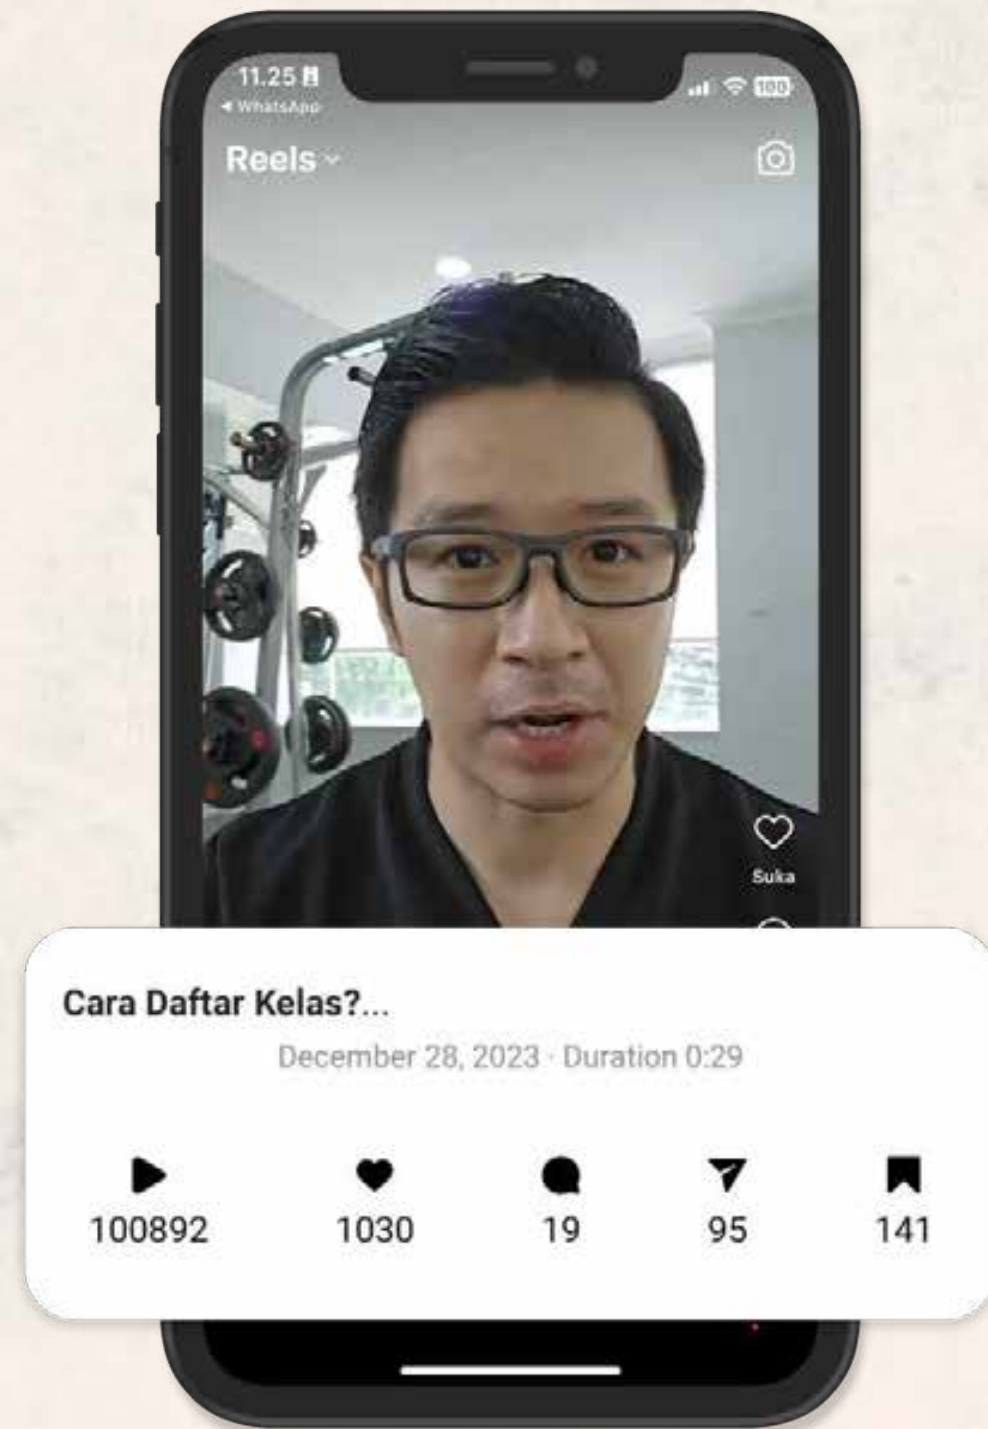 11.25
WhatsApp
Reels
100
Suka
Cara Daftar Kelas?...
December 28, 2023 · Duration 0:29
100892
1030
19
95
141